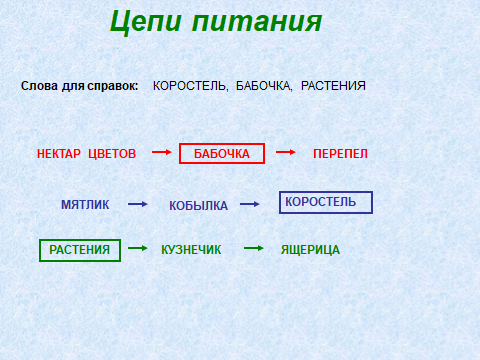 Цепи питания
Слова для справок: КОРОСТЕЛЬ, БАБОЧКА, РАСТЕНИЯ
НЕКТАР ЦВЕТОВ → БАБОЧКА → ПЕРЕПЕЛ
МЯТЛИК → КОБЫЛКА → КОРОСТЕЛЬ
РАСТЕНИЯ → КУЗНЕЧИК → ЯЩЕРИЦА